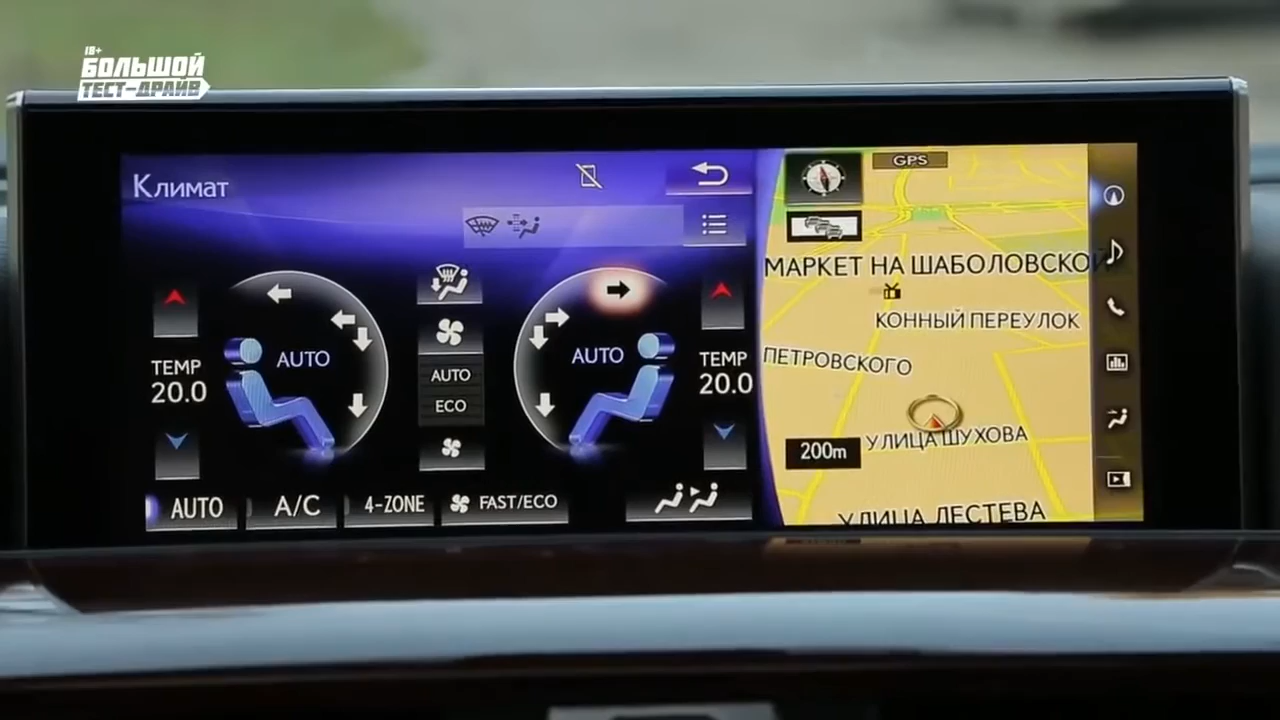 18+
БОЛЬШОЙ
ТЕСТ-ДРАЙВ
Климат
TEMP
20.0
AUTO
AUTO
ECO
AUTO
TEMP
20.0
AUTO
A/C
4-ZONE
FAST/ECO
GPS
МАРКЕТ НА ШАБОЛОВСКОЙ
КОННЫЙ ПЕРЕУЛОК
ПЕТРОВСКОГО
200m
УЛИЦА ШУХОВА
УЛИЦА ЛЕСТЕВА